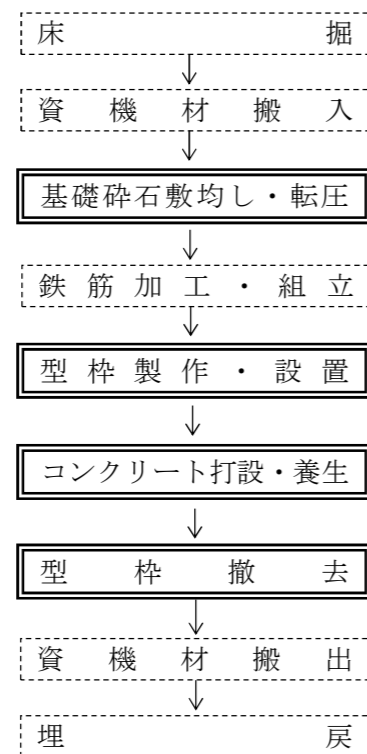 床掘
資機材搬入
基礎砕石敷均し・転圧
鉄筋加工・組立
型枠製作・設置
コンクリート打設・養生
型枠撤去
資機材搬出
埋戻